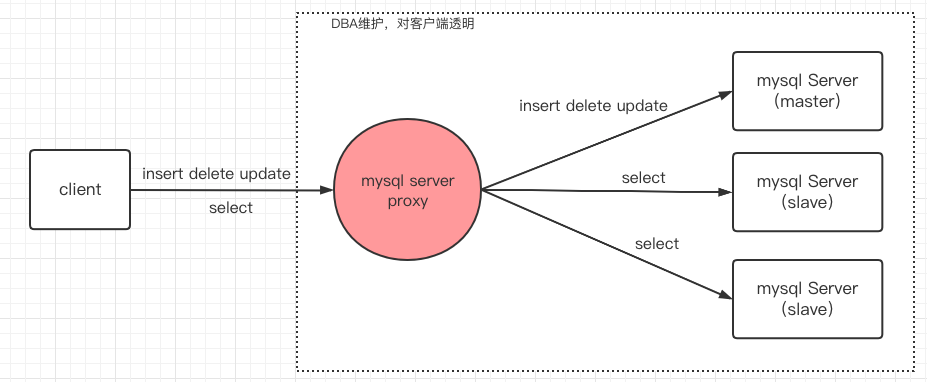 DBA维护，对客户端透明
mysql Server
(master)
insert delete update
insert delete update
client
select
mysql server
proxy
select
mysql Server
(slave)
select
mysql Server
(slave)